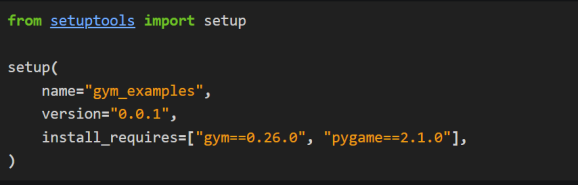 from setuptools import setup
setup(
name="gym_examples",
version="0.0.1",
install_requires=["gym==0.26.0", "pygame==2.1.0"],
)